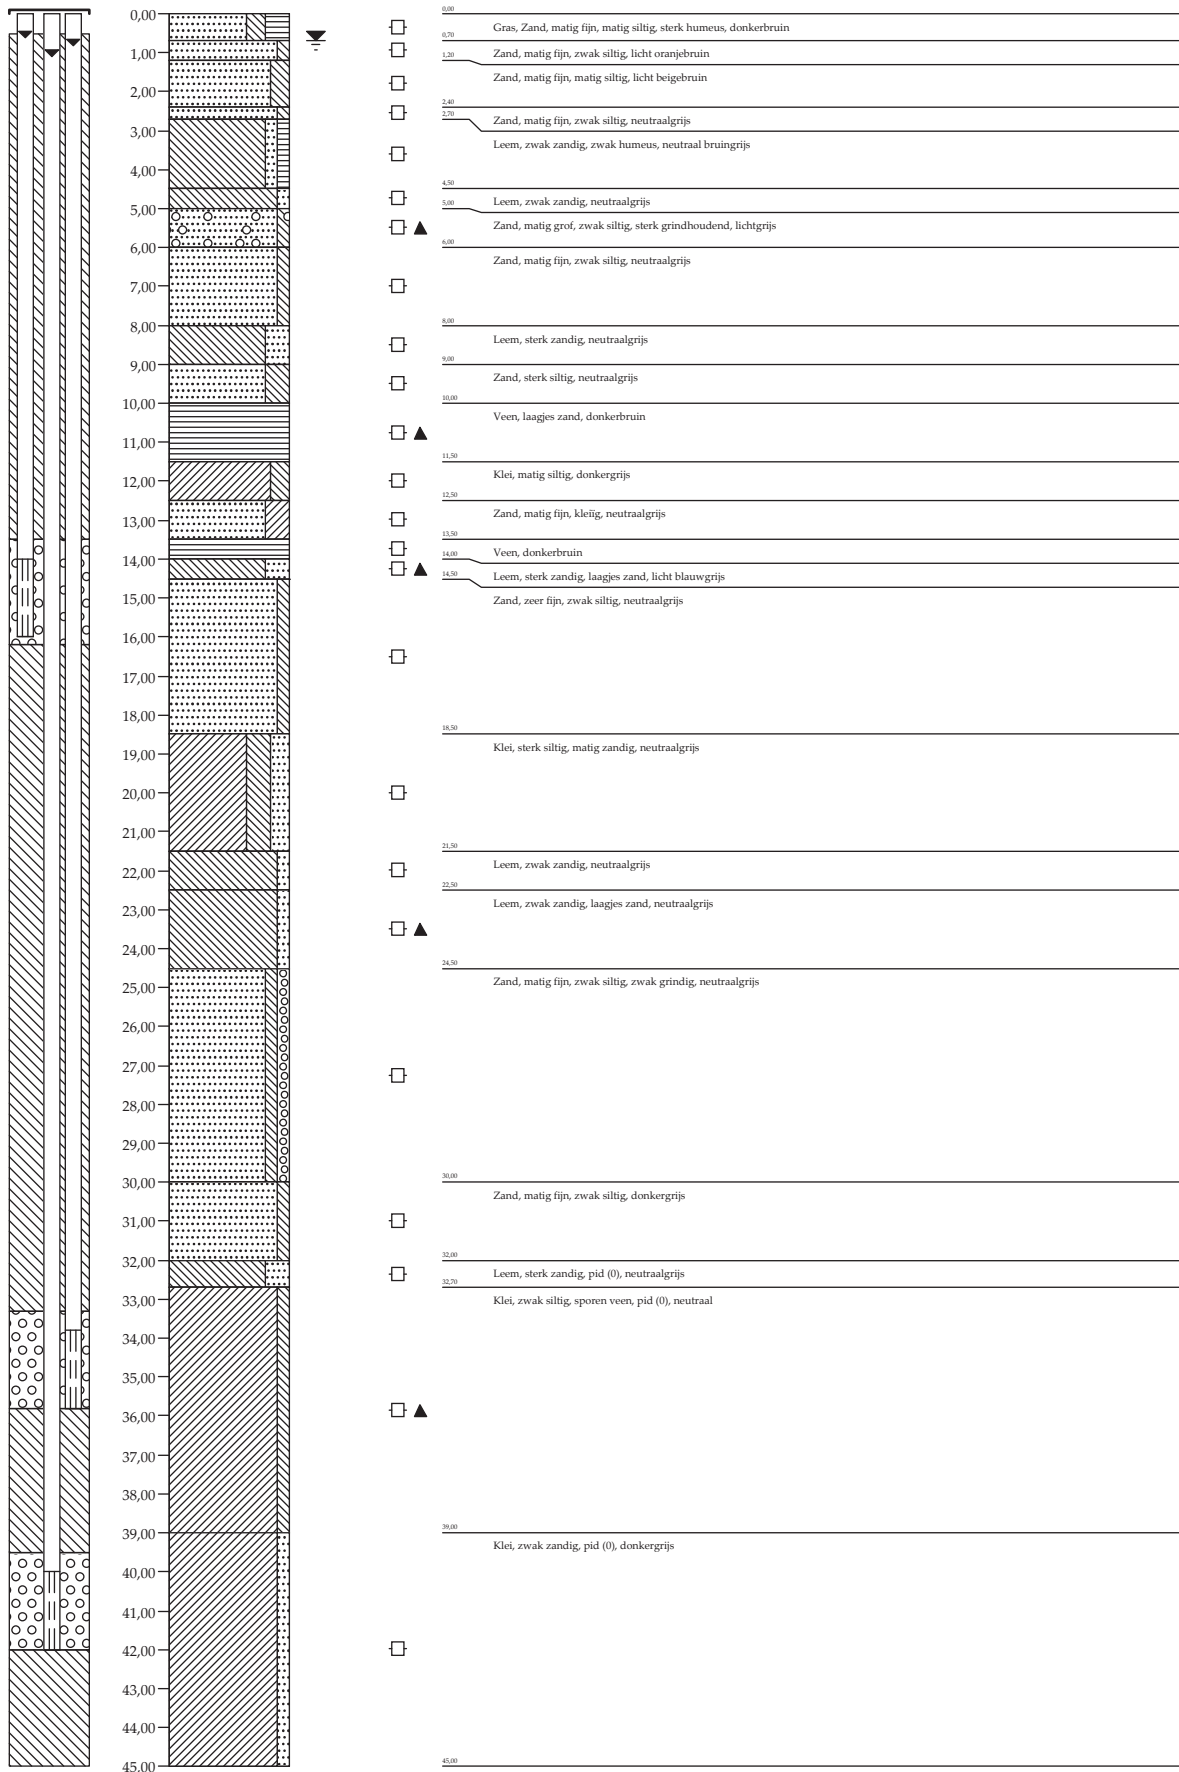 0,00
1,00
2,00
3,00
4,00
5,00
6,00
7,00
8,00
9,00
10,00
11,00
12,00
13,00
14,00
15,00
16,00
17,00
18,00
19,00
20,00
21,00
22,00
23,00
24,00
25,00
26,00
27,00
28,00
29,00
30,00
31,00
32,00
33,00
34,00
35,00
36,00
37,00
38,00
39,00
40,00
41,00
42,00
43,00
44,00
45,00
0,00
Gras, Zand, matig fijn, matig siltig, sterk humeus, donkerbruin
0,70
Zand, matig fijn, zwak siltig, licht oranjebruin
1,20
Zand, matig fijn, matig siltig, licht beigebruin
2,40
2,70
Zand, matig fijn, zwak siltig, neutraalgrijs
Leem, zwak zandig, zwak humeus, neutraal bruingrijs
4,50
Leem, zwak zandig, neutraalgrijs
5,00
Zand, matig grof, zwak siltig, sterk grindhoudend, lichtgrijs
6,00
Zand, matig fijn, zwak siltig, neutraalgrijs
8,00
Leem, sterk zandig, neutraalgrijs
9,00
Zand, sterk siltig, neutraalgrijs
10,00
Veen, laagjes zand, donkerbruin
11,50
Klei, matig siltig, donkergrijs
12,50
Zand, matig fijn, kleiïg, neutraalgrijs
13,50
Veen, donkerbruin
14,00
Leem, sterk zandig, laagjes zand, licht blauwgrijs
14,50
Zand, zeer fijn, zwak siltig, neutraalgrijs
18,50
Klei, sterk siltig, matig zandig, neutraalgrijs
21,50
Leem, zwak zandig, neutraalgrijs
22,50
Leem, zwak zandig, laagjes zand, neutraalgrijs
24,50
Zand, matig fijn, zwak siltig, zwak grindig, neutraalgrijs
30,00
Zand, matig fijn, zwak siltig, donkergrijs
32,00
Leem, sterk zandig, pid (0), neutraalgrijs
32,70
Klei, zwak siltig, sporen veen, pid (0), neutraal
39,00
Klei, zwak zandig, pid (0), donkergrijs
45,00